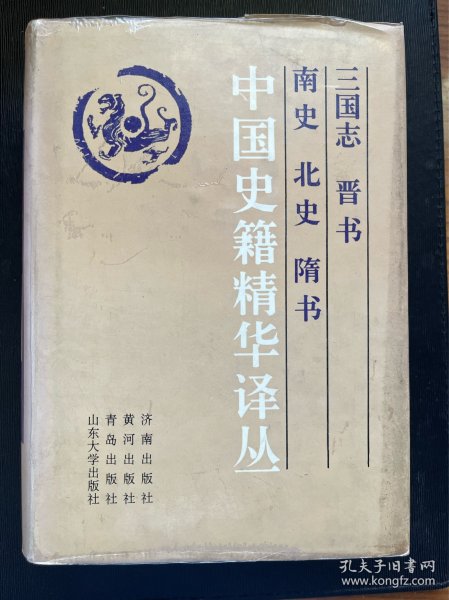 三国志 晋书
南史 北史 隋书
中国史籍精华译丛
济南出版社
黄河出版社
青岛出版社
山东大学出版社
孔夫子旧书网
www.kongfz.com